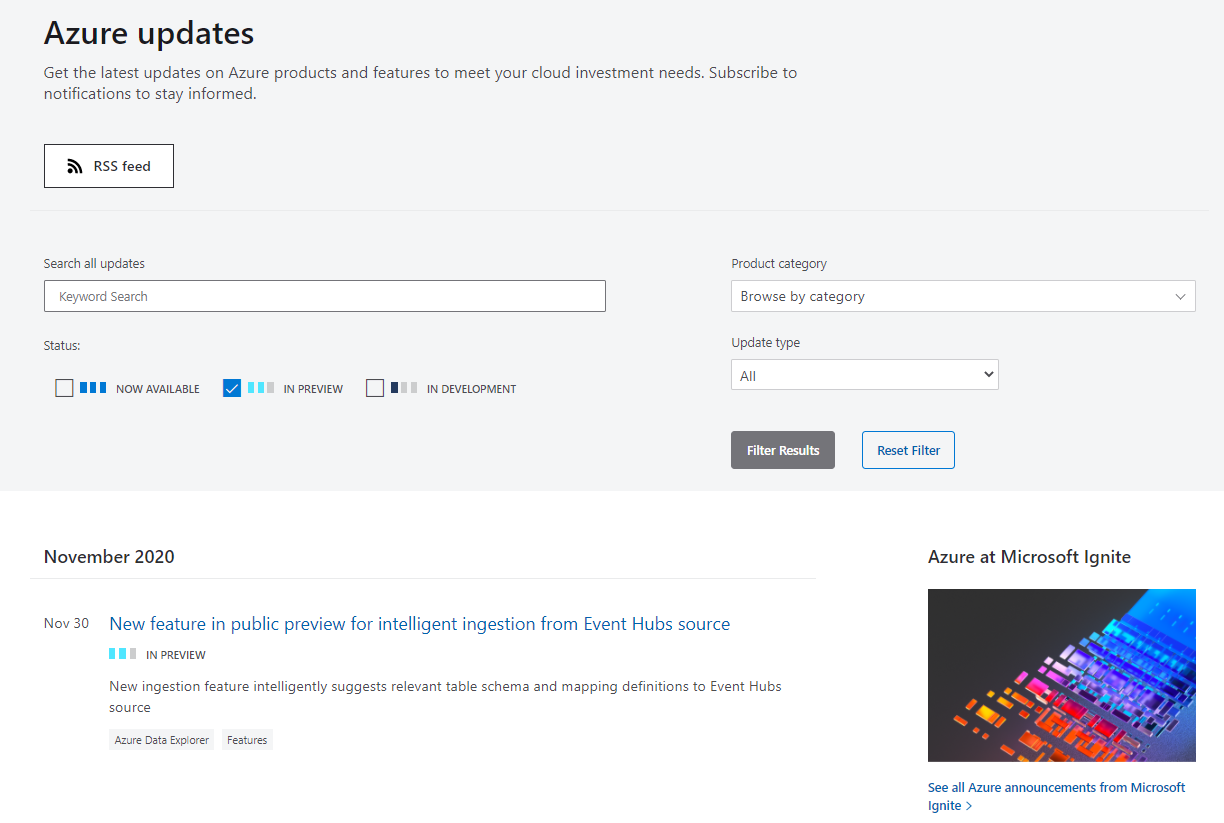 Azure updates
Get the latest updates on Azure products and features to meet your cloud investment needs. Subscribe to
notifications to stay informed.
RSS feed
Search all updates
Keyword Search
Status:
NOW AVAILABLE
IN PREVIEW
IN DEVELOPMENT
Product category
Browse by category
Update type
All
Filter Results
Reset Filter
November 2020
Nov 30
New feature in public preview for intelligent ingestion from Event Hubs source
IN PREVIEW
New ingestion feature intelligently suggests relevant table schema and mapping definitions to Event Hubs
source
Azure Data Explorer
Features
Azure at Microsoft Ignite
See all Azure announcements from Microsoft
Ignite >